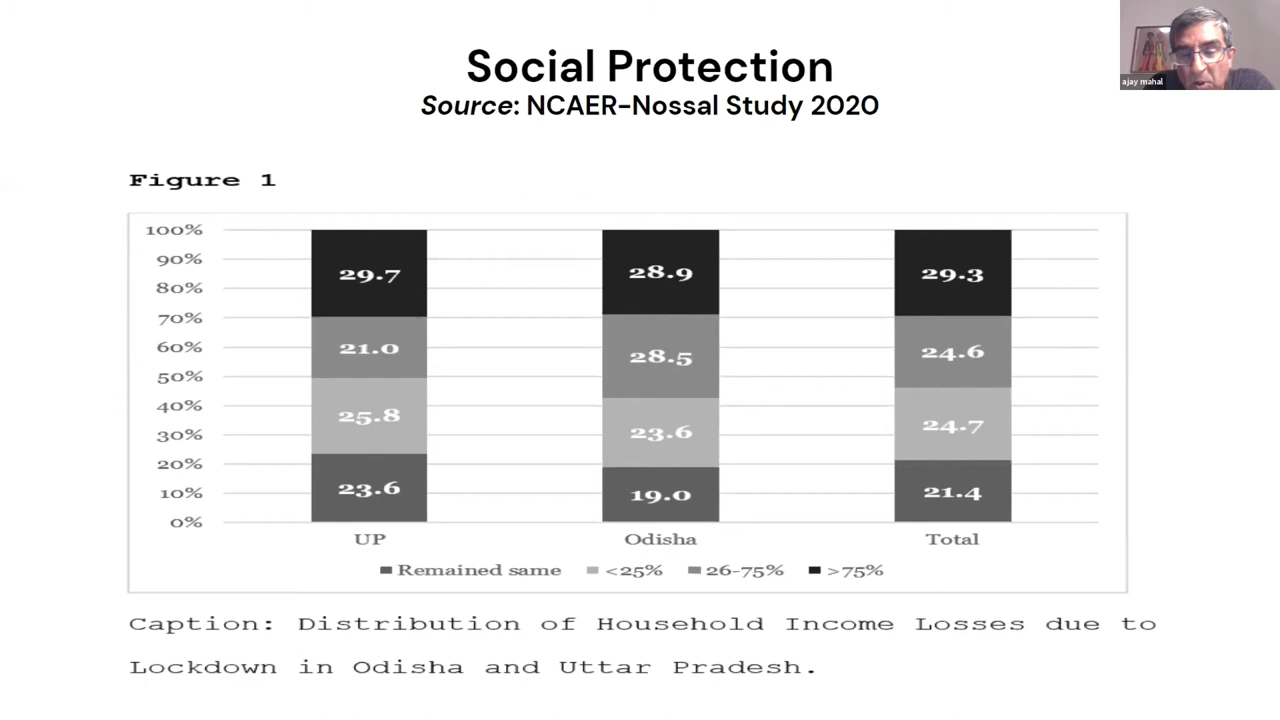 Social Protection
Source: NCAER-Nossal Study 2020
ajay mahal
Figure 1
100%
90%
80%
70%
60%
50%
40%
30%
20%
10%
0%
29.7
28.9
29.3
21.0
28.5
24.6
25.8
23.6
24.7
23.6
19.0
21.4
UP
Odisha
Total
Remained same <25% 26-75% >75%
Caption: Distribution of Household Income Losses due to
Lockdown in Odisha and Uttar Pradesh.